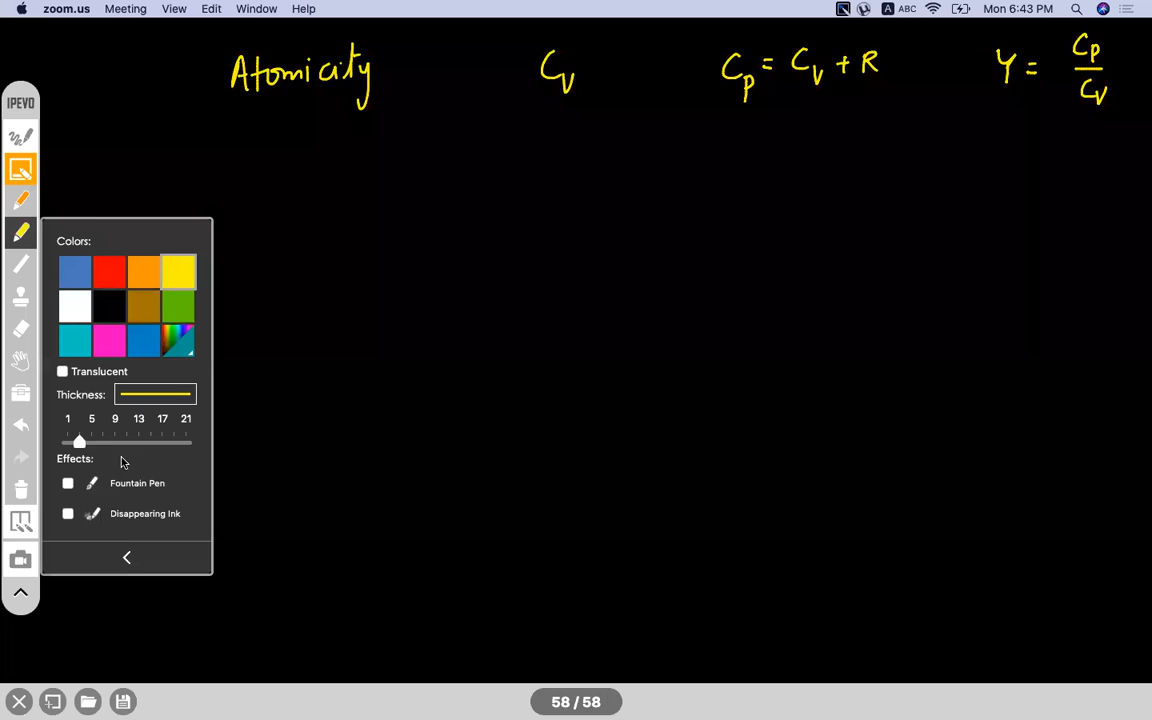 zoom.us Meeting View Edit Window Help A ABC Mon 6:43 PM
Atomicity Cv Cp = Cv + R γ = Cp/Cv
IPEVO
Colors:
Translucent
Thickness:
1 5 9 13 17 21
Effects:
Fountain Pen
Disappearing Ink
58 / 58